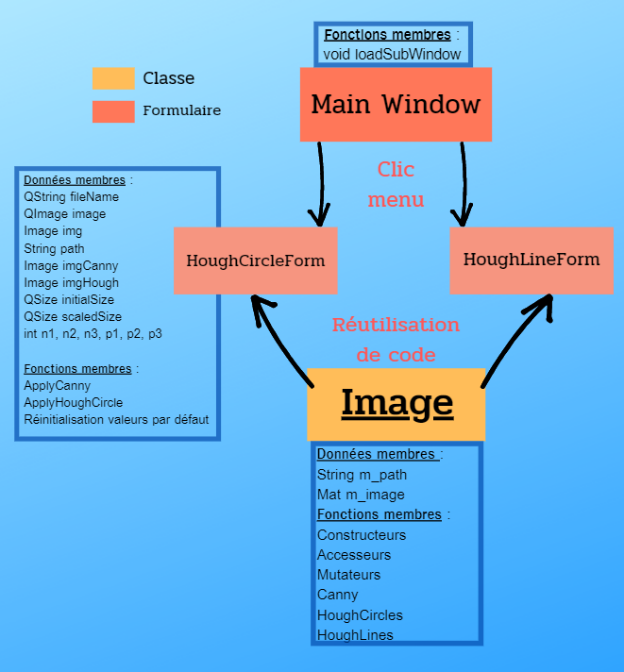 Fonctions membres :
void loadSubWindow
Classe
Formulaire
Main Window
Clic
menu
Données membres :
QString fileName
QImage image
Image img
String path
Image imgCanny
Image imgHough
QSize initialSize
QSize scaledSize
int n1, n2, n3, p1, p2, p3
Fonctions membres :
ApplyCanny
ApplyHoughCircle
Réinitialisation valeurs par défaut
HoughCircleForm
HoughLineForm
Réutilisation
de code
Image
Données membres :
String m_path
Mat m_image
Fonctions membres :
Constructeurs
Accesseurs
Mutateurs
Canny
HoughCircles
HoughLines